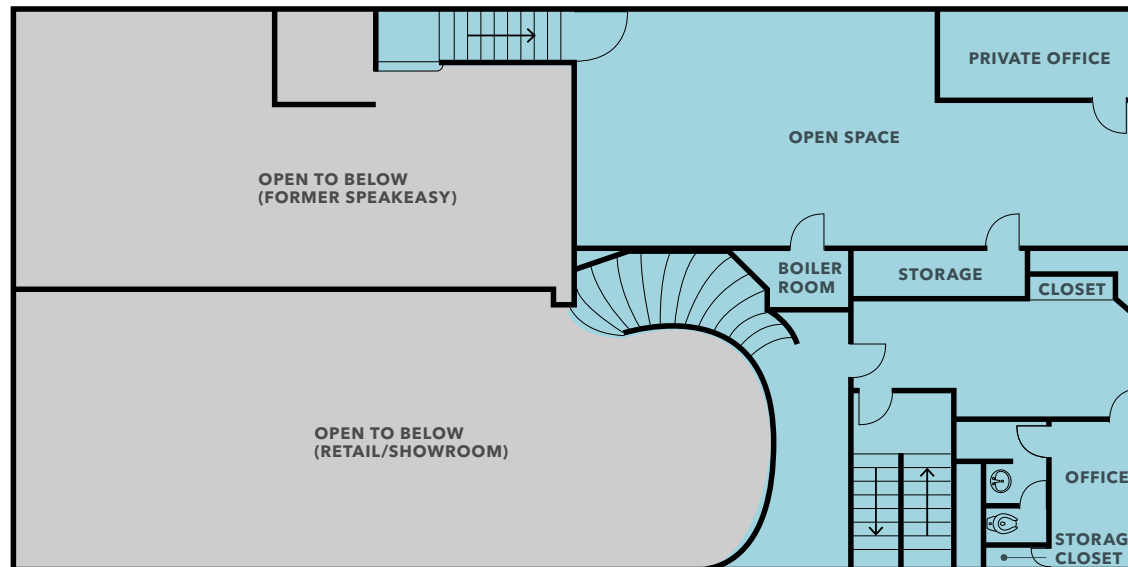 PRIVATE OFFICE
OPEN SPACE
OPEN TO BELOW
(FORMER SPEAKEASY)
BOILER
ROOM
STORAGE
CLOSET
OPEN TO BELOW
(RETAIL/SHOWROOM)
OFFICE
STORAG
CLOSET